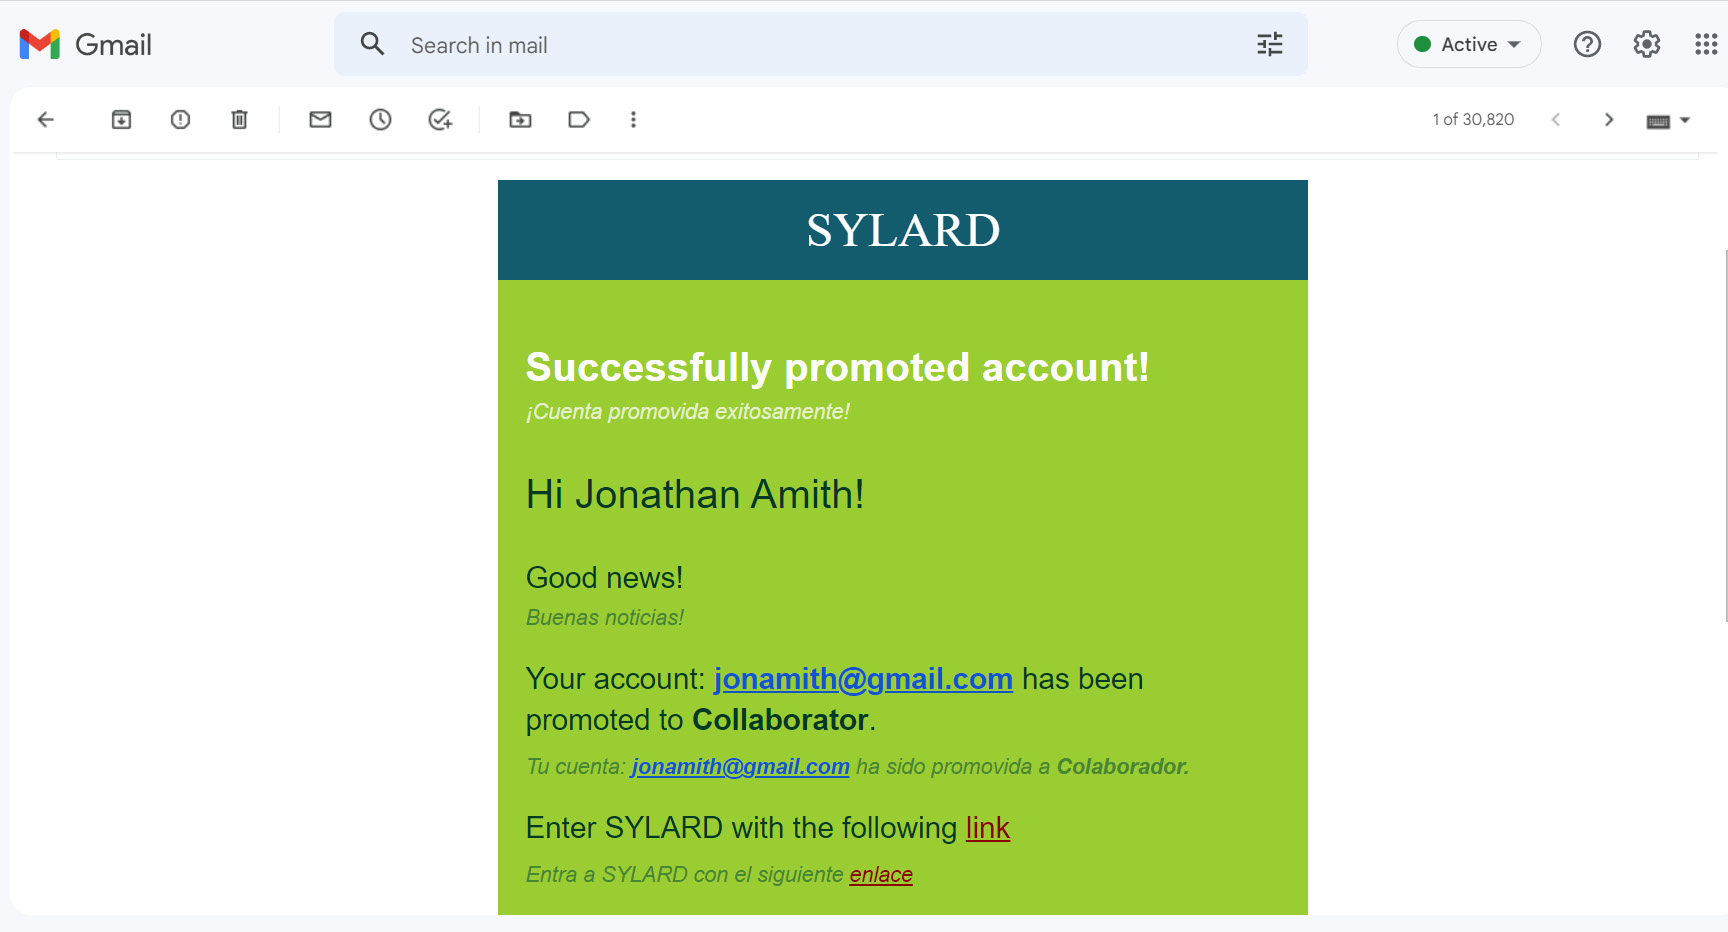 Gmail
Search in mail
Active
1 of 30,820
SYLARD
Successfully promoted account!
¡Cuenta promovida exitosamente!
Hi Jonathan Amith!
Good news!
Buenas noticias!
Your account: jonamith@gmail.com has been
promoted to Collaborator.
Tu cuenta: jonamith@gmail.com ha sido promovida a Colaborador.
Enter SYLARD with the following link
Entra a SYLARD con el siguiente enlace